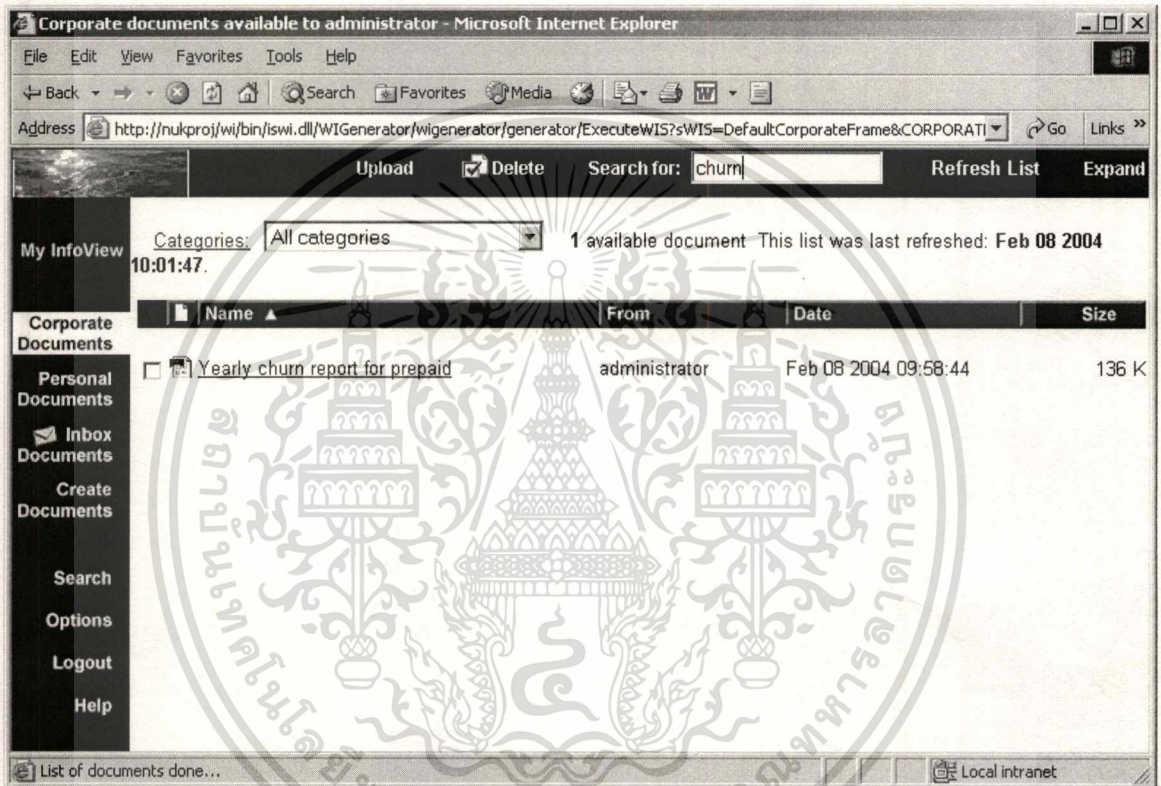 Corporate documents available to administrator - Microsoft Internet Explorer
File Edit View Favorites Tools Help
Back Search Favorites Media
Address http://nukproj/wi/bin/iswi.dll/WIGenerator/wigenerator/generator/ExecuteWIS?sWIS=DefaultCorporateFrame&CORPORATI Go Links »
Upload Delete Search for: churn Refresh List Expand
My InfoView
Categories: All categories 1 available document This list was last refreshed: Feb 08 2004
10:01:47.
Name From Date Size
Corporate
Documents
Yearly churn report for prepaid administrator Feb 08 2004 09:58:44 136 K
Personal
Documents
Inbox
Documents
Create
Documents
Search
Options
Logout
Help
List of documents done... Local intranet